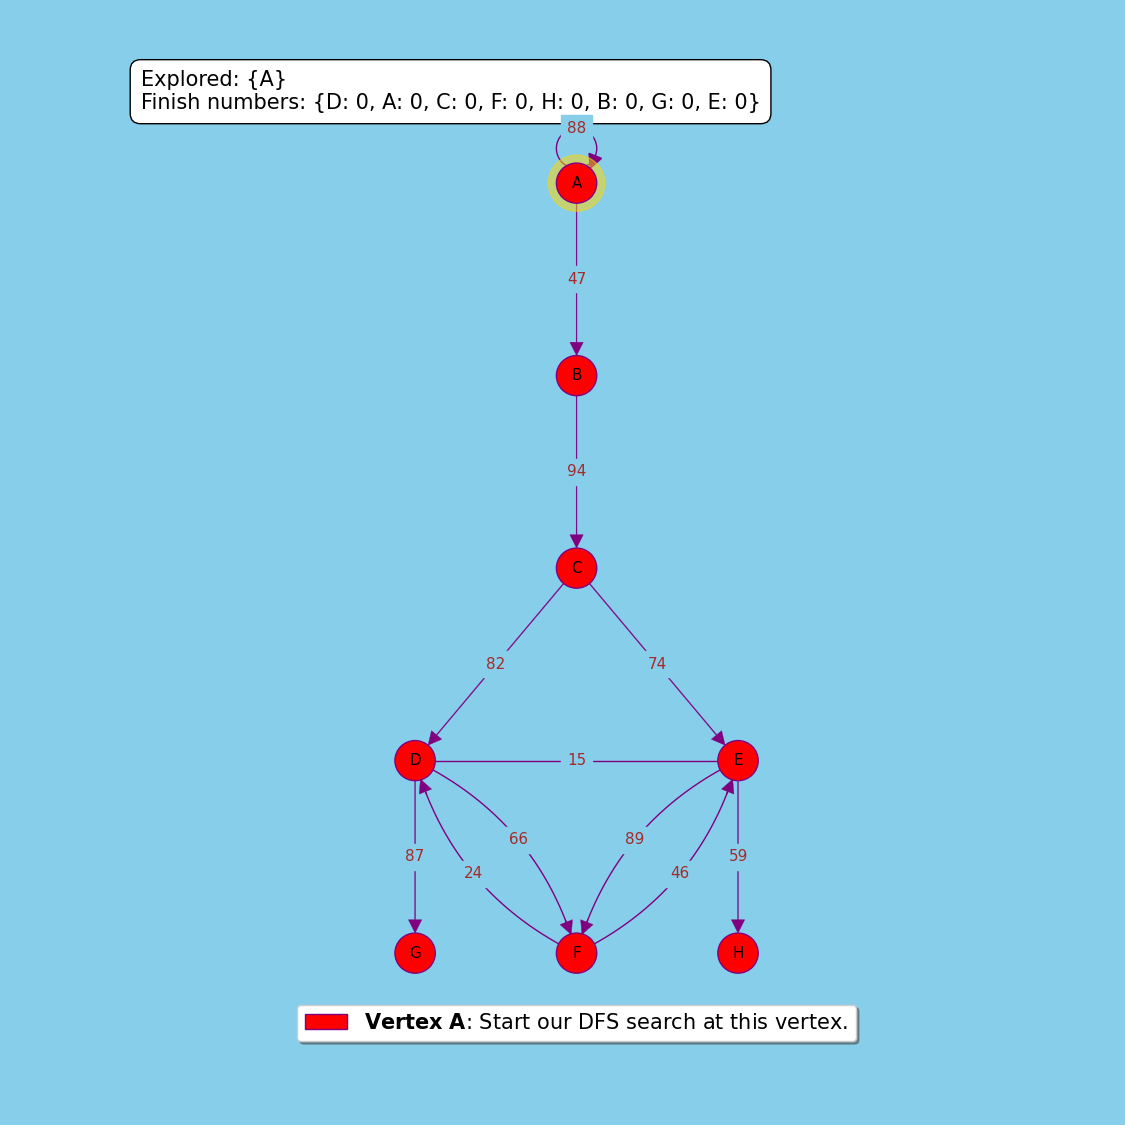 Explored: {A}
Finish numbers: {D: 0, A: 0, C: 0, F: 0, H: 0, B: 0, G: 0, E: 0}
88
A
47
B
94
C
82 74
D 15 E
66 89
87 59
24 46
G F H
Vertex A: Start our DFS search at this vertex.